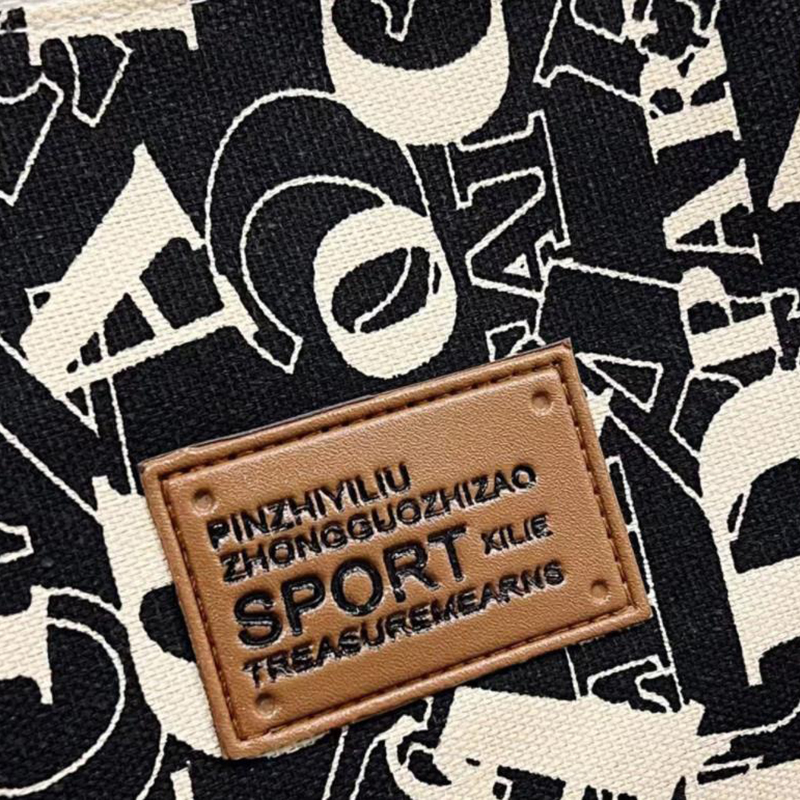 PINZHIYILIU
ZHONGGUOZHIZAO
SPORT XILIE
TREASUREMEARNS